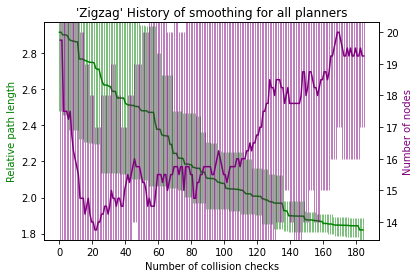 'Zigzag' History of smoothing for all planners
Relative path length
2.8
2.6
2.4
2.2
2.0
1.8
20
19
18
17
16
15
14
Number of nodes
0 20 40 60 80 100 120 140 160 180
Number of collision checks